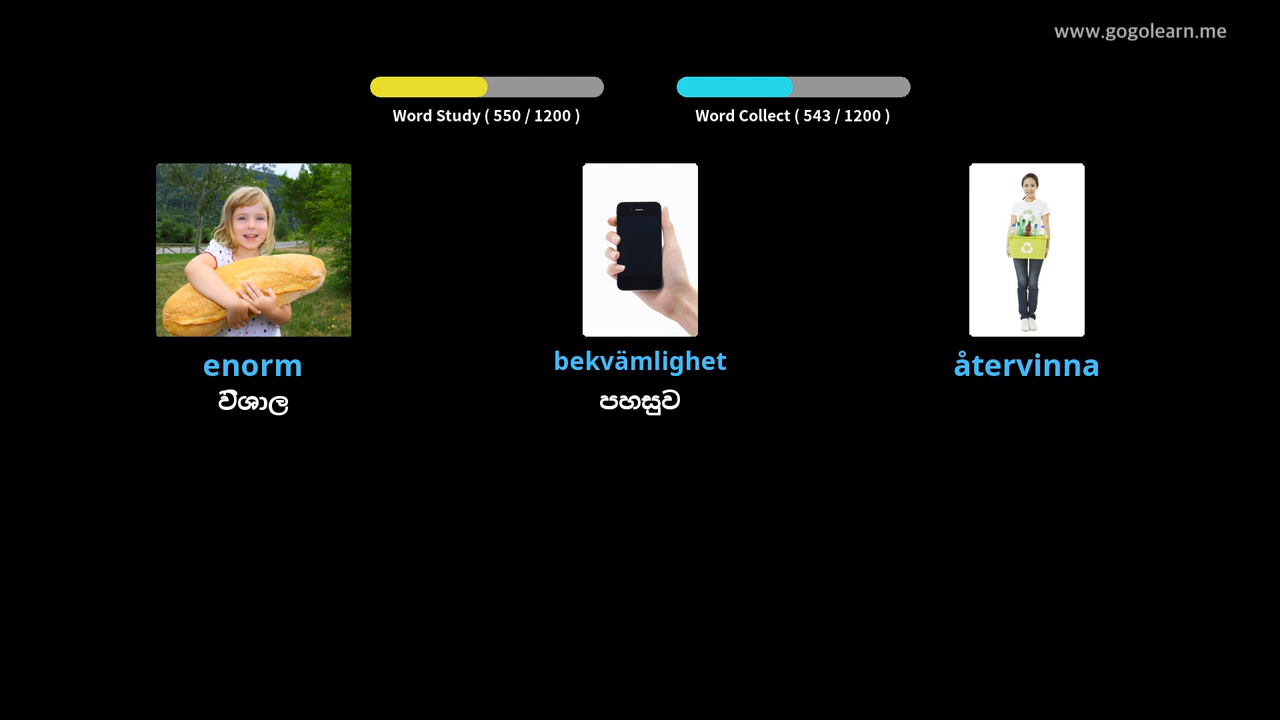 www.gogolearn.me
Word Study ( 550 / 1200 )
Word Collect ( 543 / 1200 )
enorm
විශාල
bekvämlighet
පහසුව
återvinna